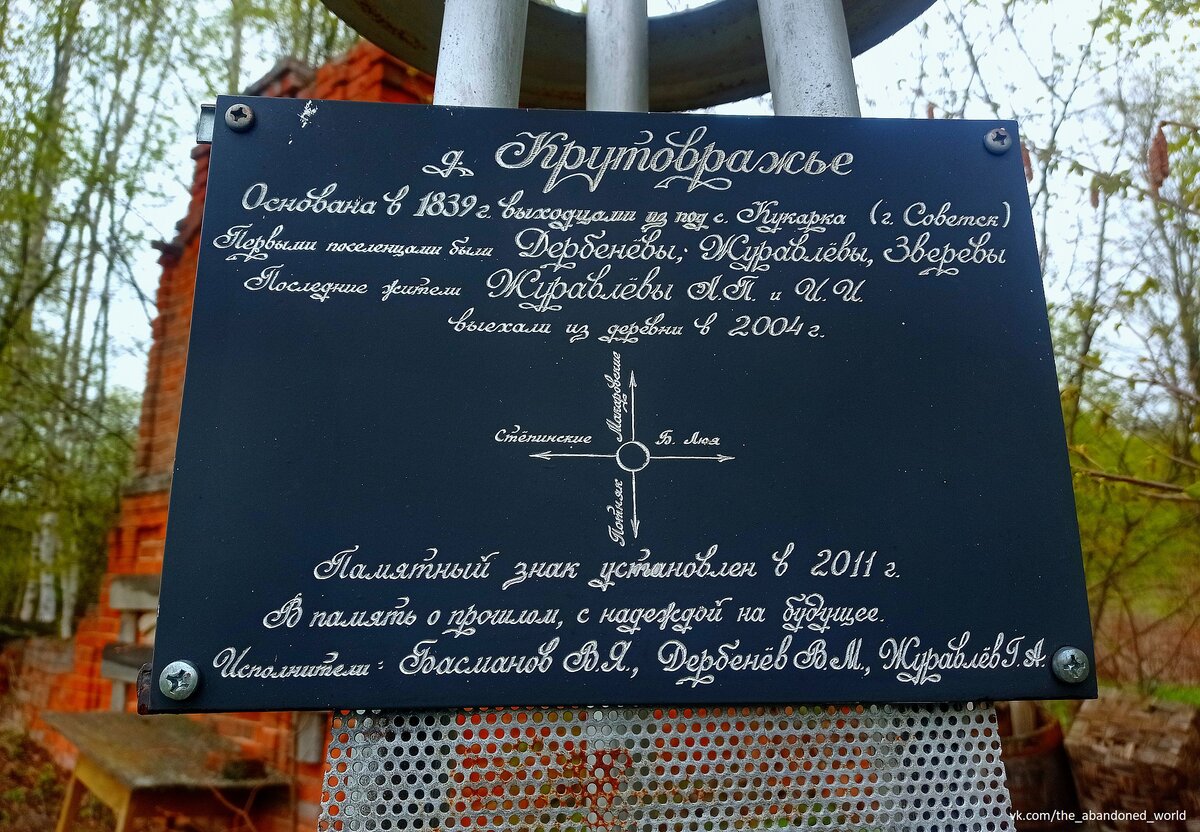 д Крутовражье
Основана в 1839 г. выходцами из под с. Кукарка (г. Советск)
Первыми поселенцами были Дербенёвы; Журавлёвы, Зверевы
Последние жители Журавлёвы А.П. и И.И.
выехали из деревни в 2004 г.
Макаровские
Стёпинские
Б. Люя
Потняк
Памятный знак установлен в 2011 г.
В память о прошлом, с надеждой на будущее.
Исполнители: Басманов В.Я., Дербенёв В.М., Журавлёв Г.А.
vk.com/the_abandoned_world